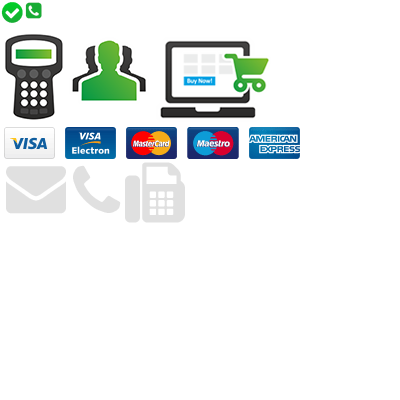 Buy Now!
VISA
VISA
Electron
MasterCard
Maestro
AMERICAN
EXPRESS